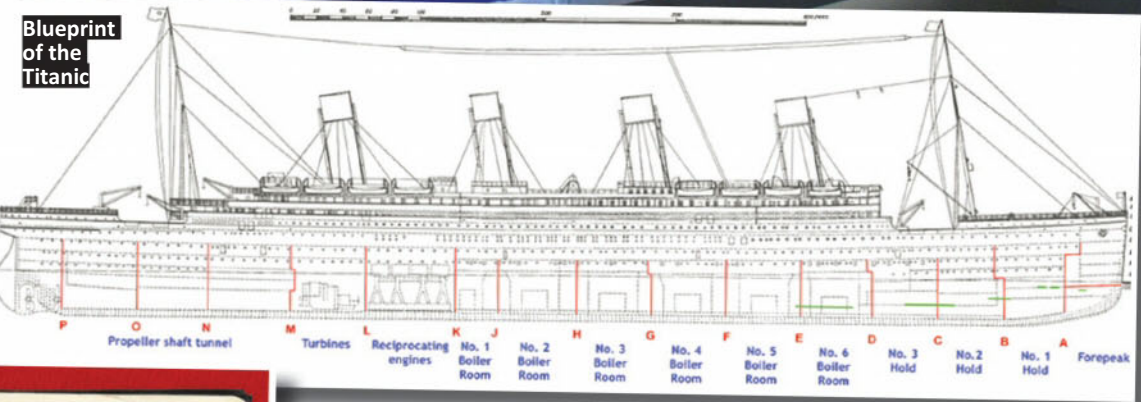 Blueprint
of the
Titanic
P O N M L K J H G F E D C B A
Propeller shaft tunnel
Turbines
Reciprocating
engines
No. 1
Boiler
Room
No. 2
Boiler
Room
No. 3
Boiler
Room
No. 4
Boiler
Room
No. 5
Boiler
Room
No. 6
Boiler
Room
No. 3
Hold
No.2
Hold
No. 1
Hold
Forepeak